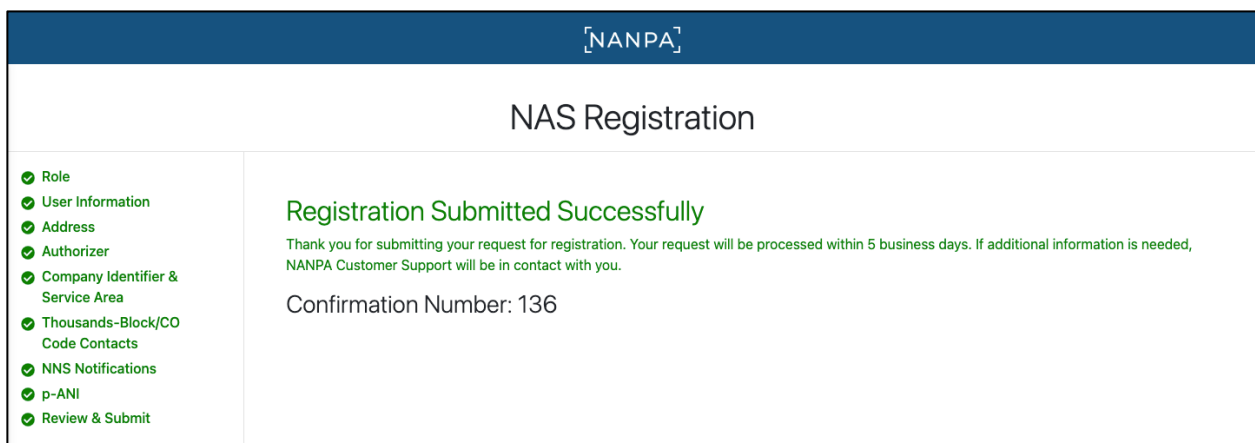 NANPA
NAS Registration
Role
User Information
Address
Authorizer
Company Identifier &
Service Area
Thousands-Block/CO
Code Contacts
NNS Notifications
p-ANI
Review & Submit
Registration Submitted Successfully
Thank you for submitting your request for registration. Your request will be processed within 5 business days. If additional information is needed,
NANPA Customer Support will be in contact with you.
Confirmation Number: 136